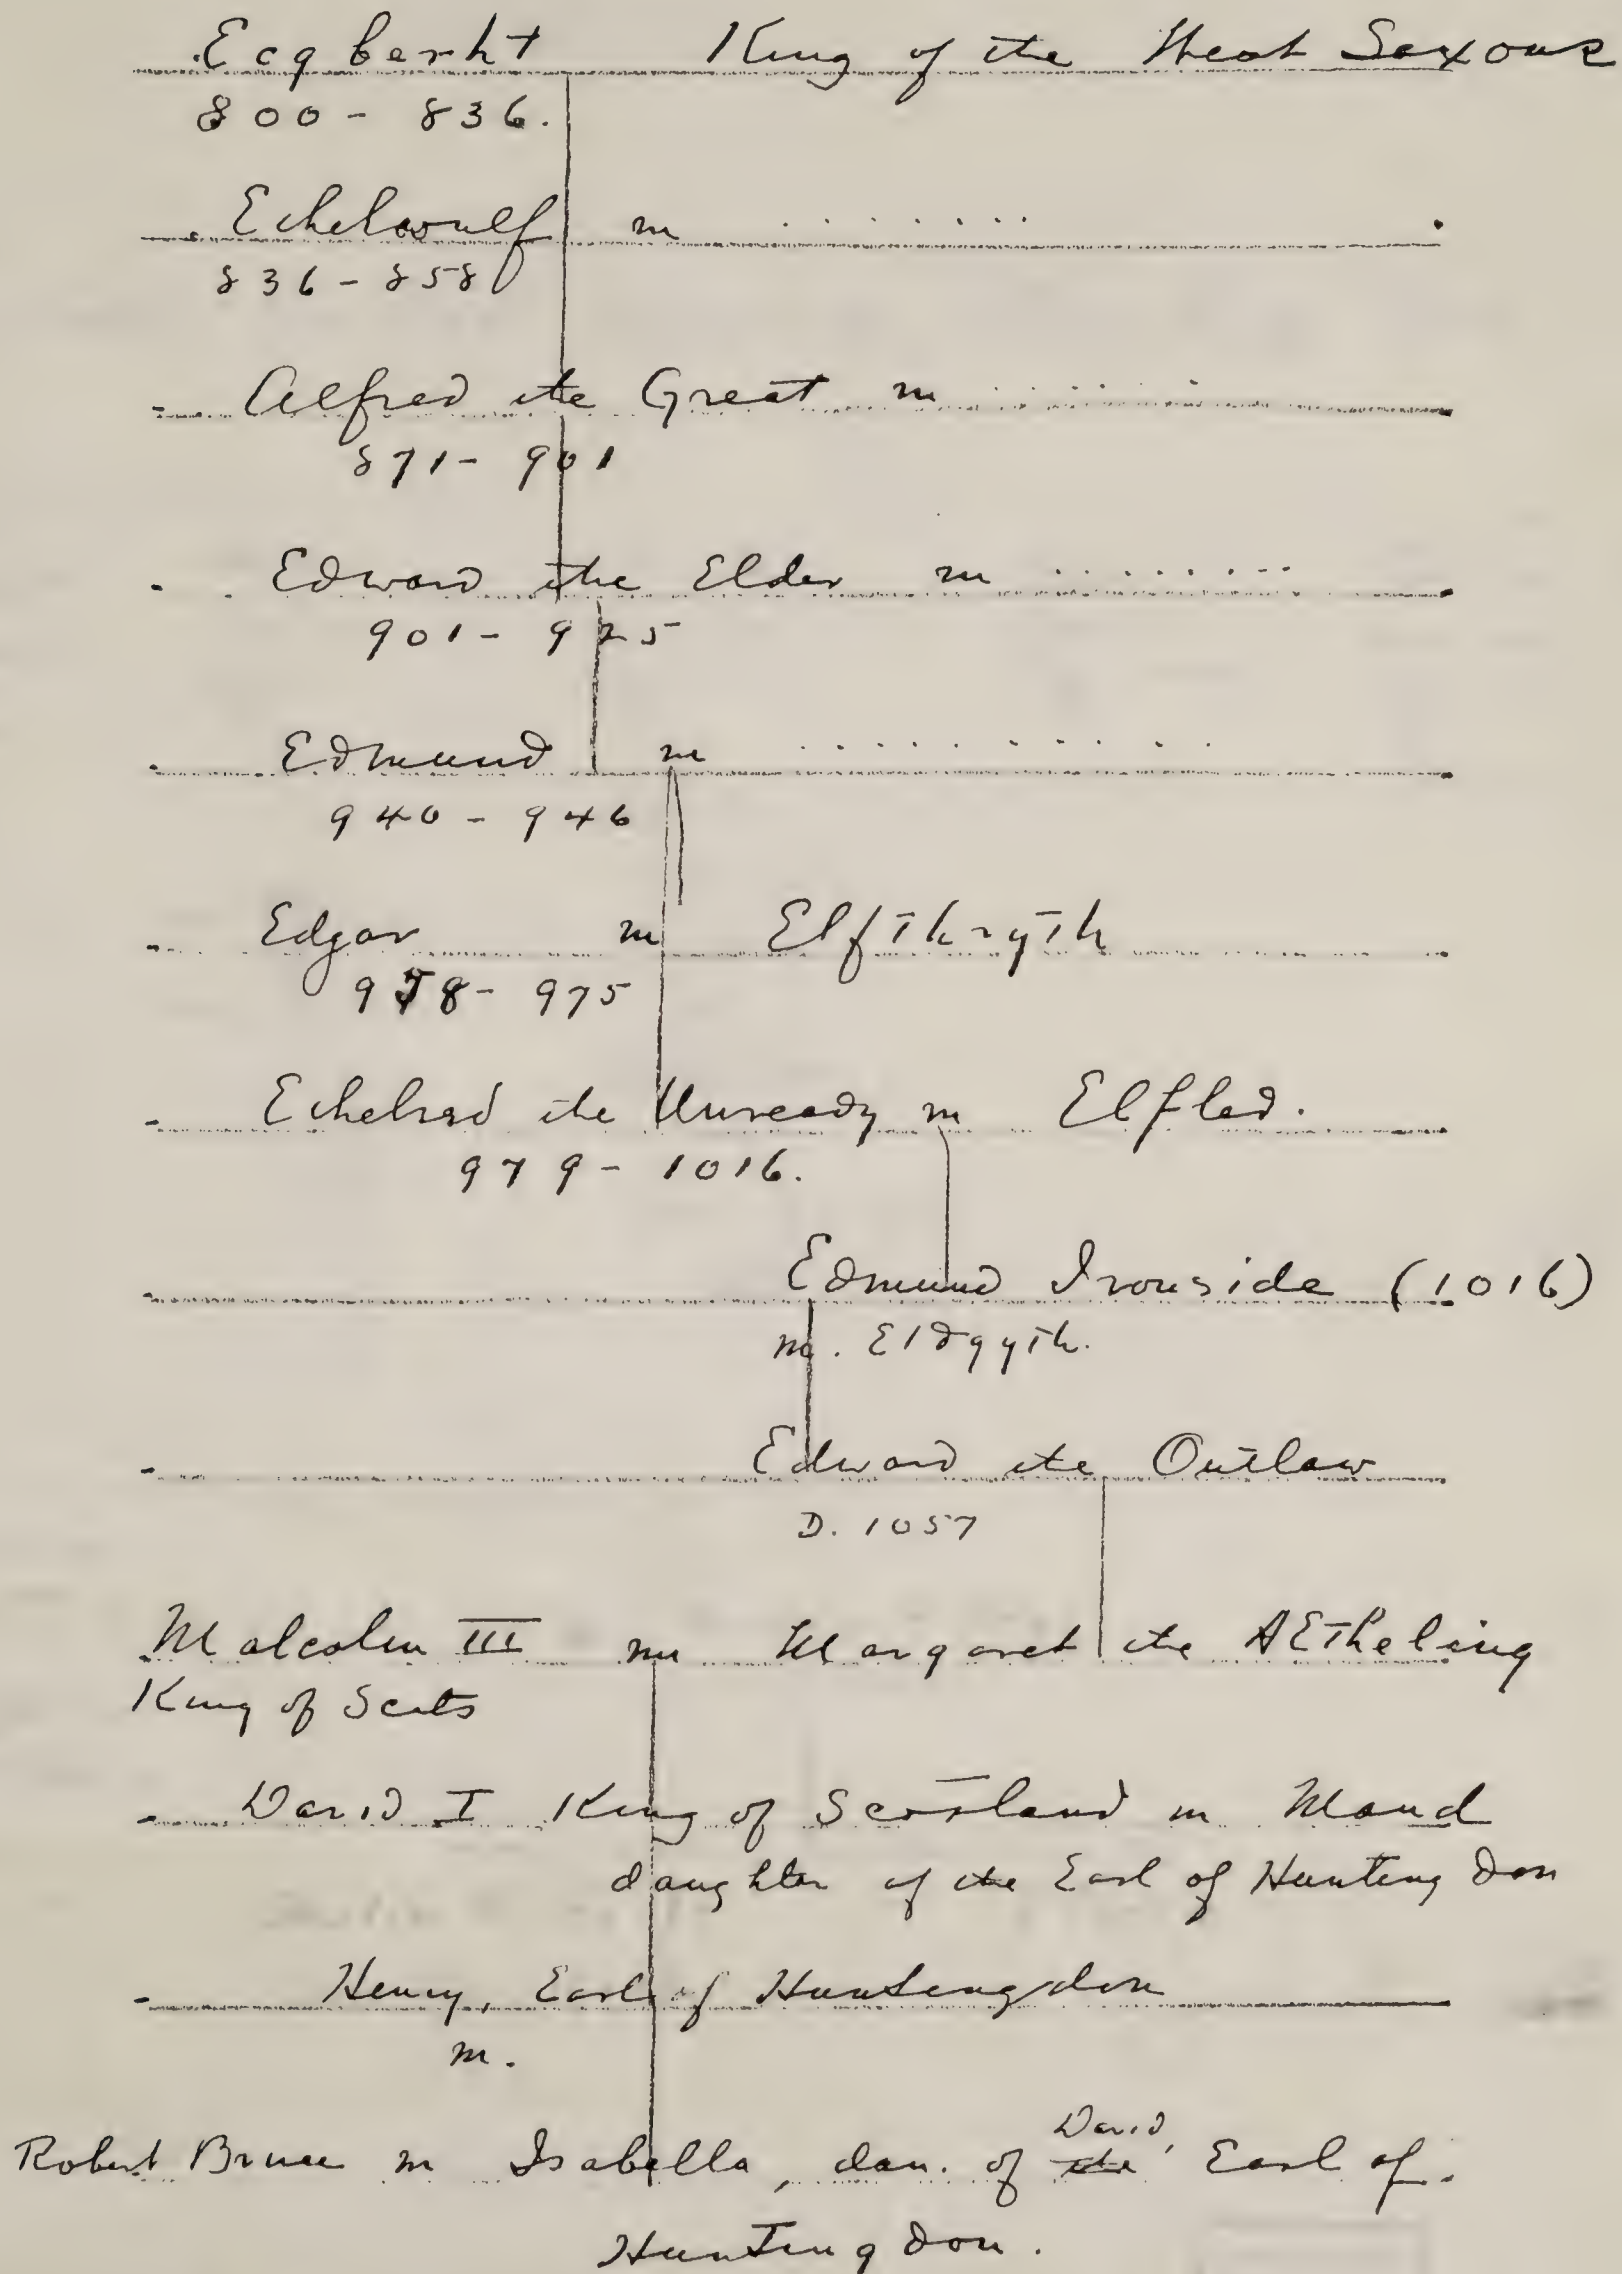 Ecgberht King of the West Saxons
800 - 836.
Ethelwulf m .........
836 - 858
Alfred the Great m .........
871 - 901
Edward the Elder m .........
901 - 925
Edmund m .........
940 - 946
Edgar m Elfthryth
958 - 975
Ethelred the Unready m Elfled.
979 - 1016.
Edmund Ironside (1016)
m. Eldgyth.
Edward the Outlaw
D. 1057
Malcolm III m Margaret the AEtheling
King of Scots
David I King of Scotland m Maud
daughter of the Earl of Huntingdon
Henry, Earl of Huntingdon
m.
David,
Robert Bruce m Isabella, dau. of the Earl of
Huntingdon.